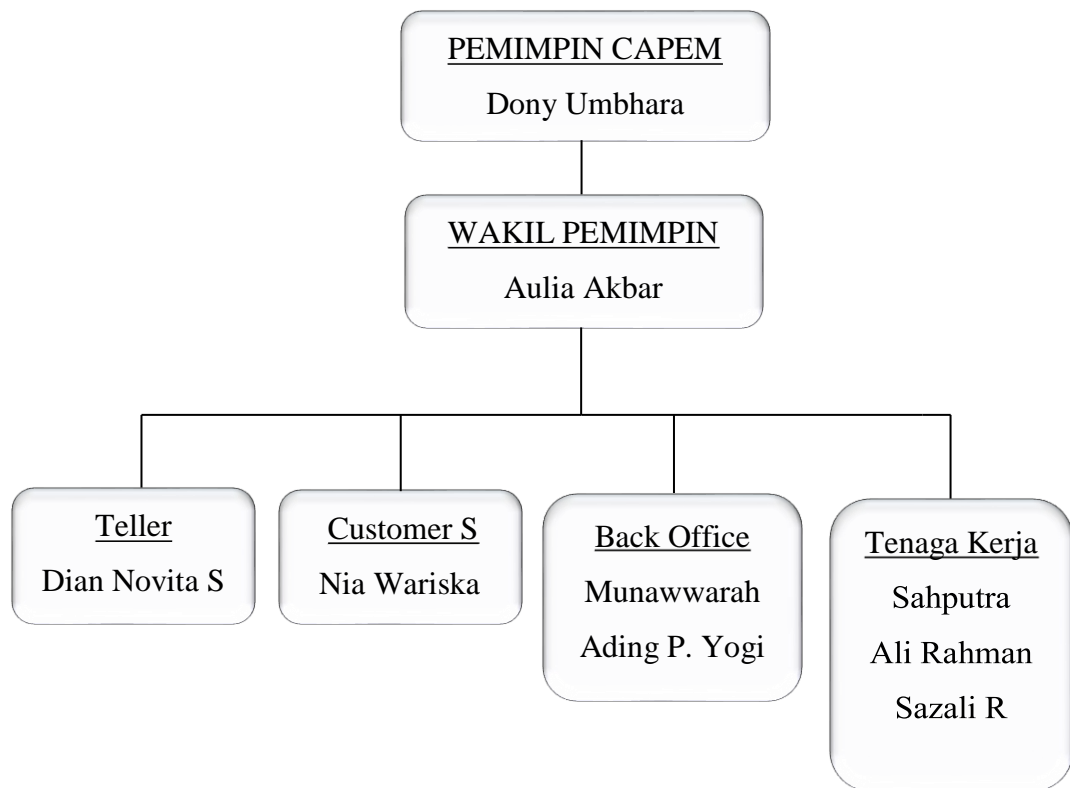 PEMIMPIN CAPEM
Dony Umbhara
WAKIL PEMIMPIN
Aulia Akbar
Teller
Dian Novita S
Customer S
Nia Wariska
Back Office
Munawwarah
Ading P. Yogi
Tenaga Kerja
Sahputra
Ali Rahman
Sazali R